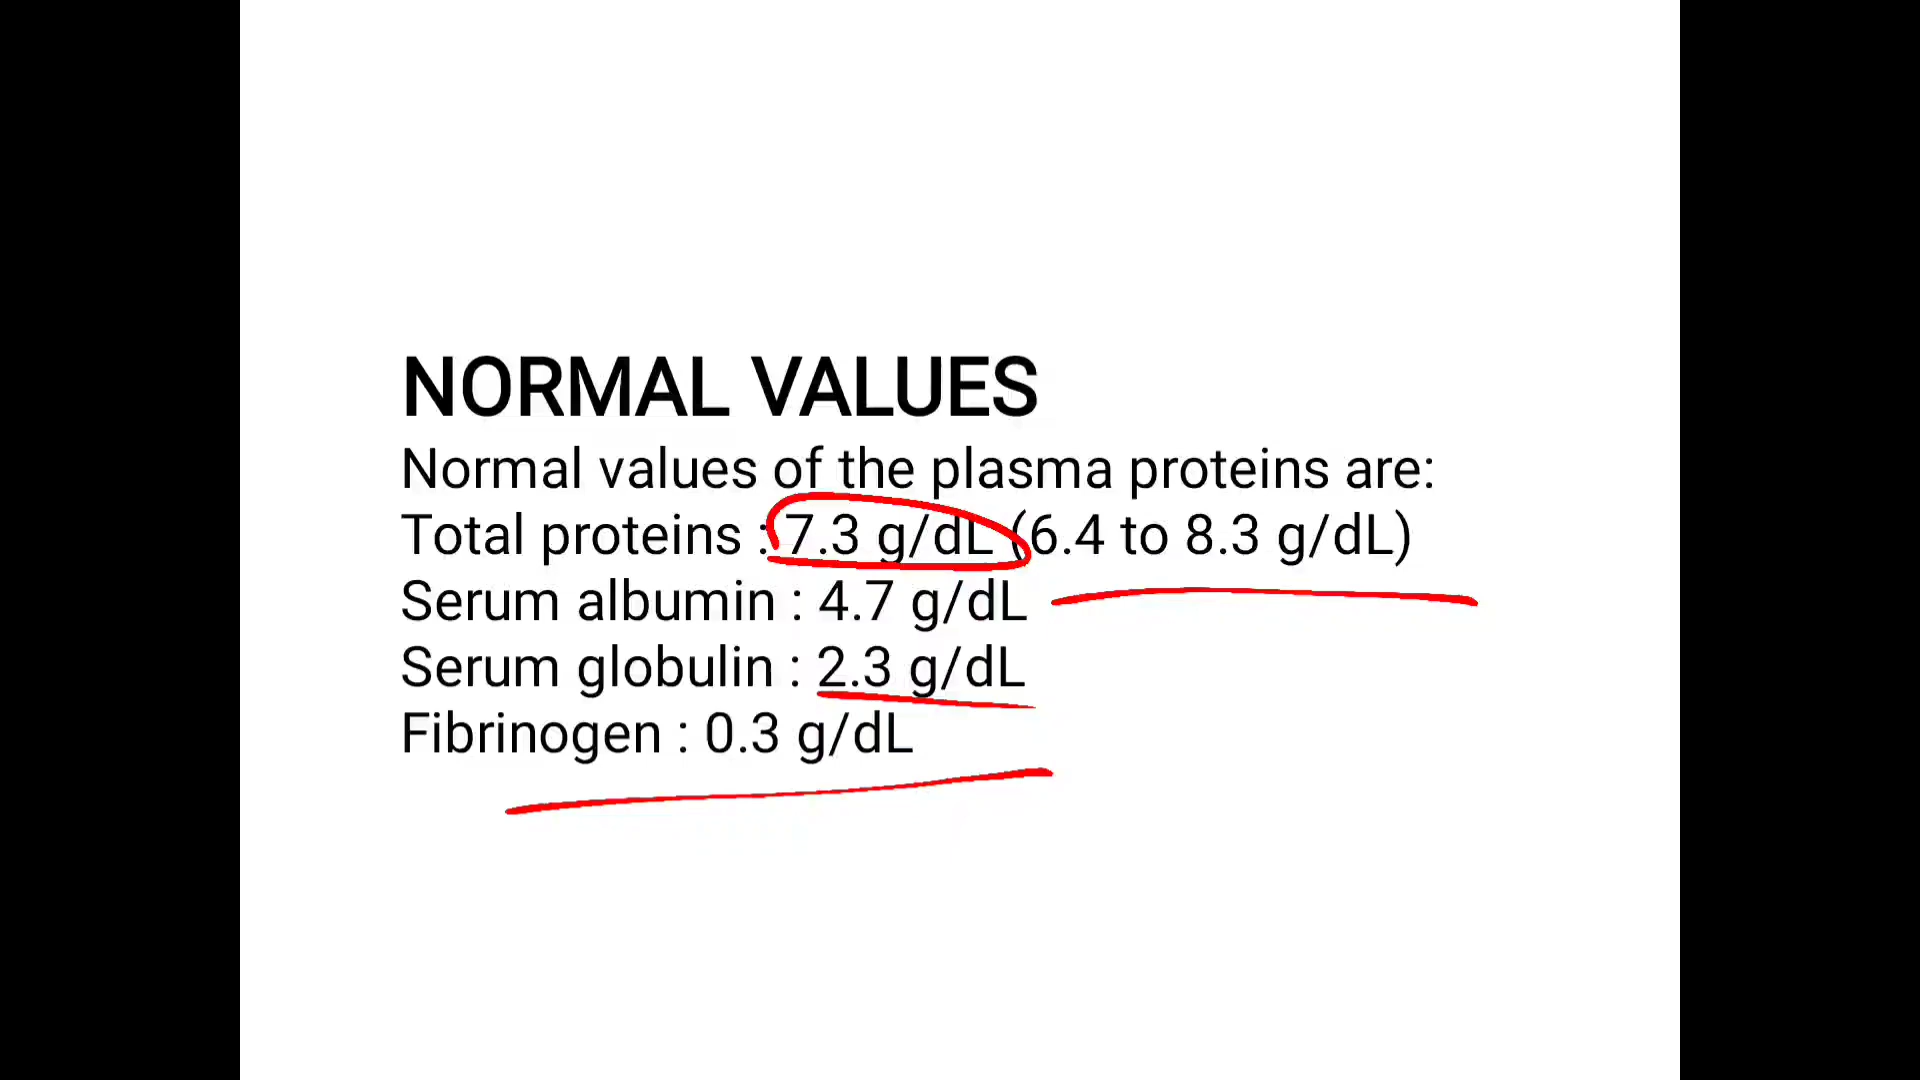 NORMAL VALUES
Normal values of the plasma proteins are:
Total proteins : 7.3 g/dL (6.4 to 8.3 g/dL)
Serum albumin : 4.7 g/dL
Serum globulin : 2.3 g/dL
Fibrinogen : 0.3 g/dL